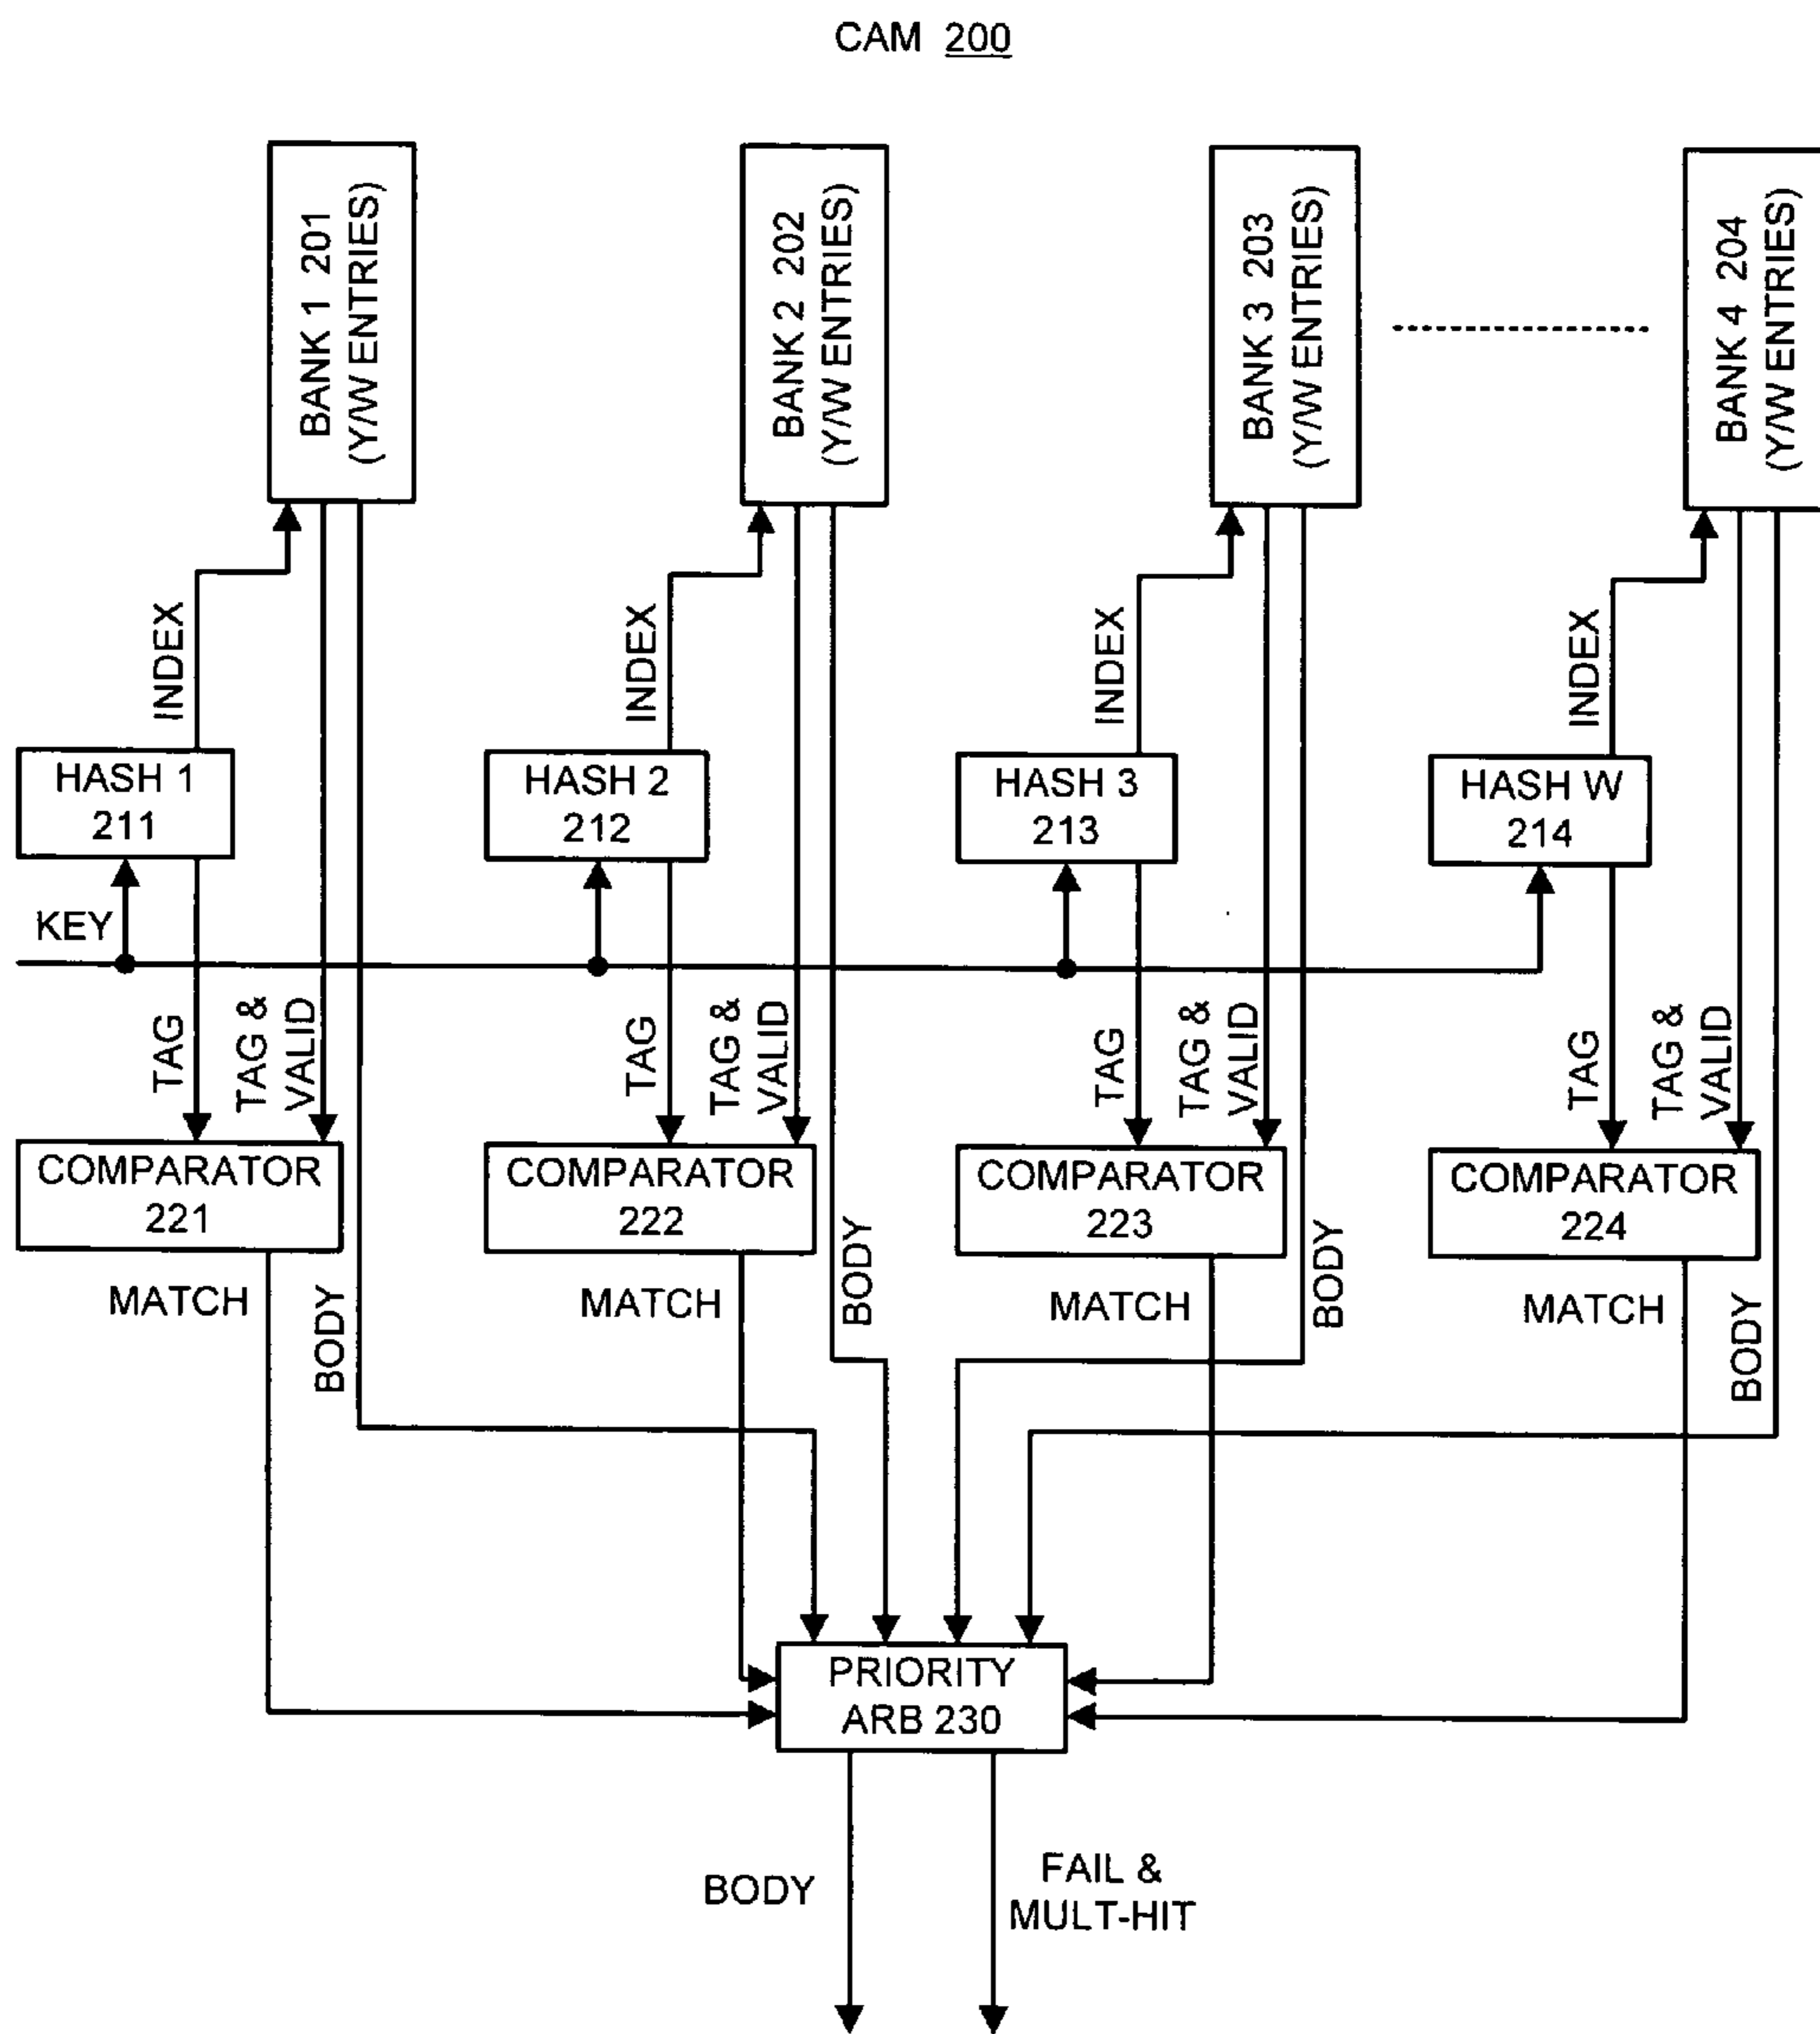 CAM 200
BANK 1 201
(Y/W ENTRIES)
BANK 2 202
(Y/W ENTRIES)
BANK 3 203
(Y/W ENTRIES)
BANK 4 204
(Y/W ENTRIES)
INDEX
INDEX
INDEX
INDEX
HASH 1
211
HASH 2
212
HASH 3
213
HASH W
214
KEY
TAG
TAG &
VALID
TAG
TAG &
VALID
TAG
TAG &
VALID
TAG
TAG &
VALID
COMPARATOR
221
COMPARATOR
222
COMPARATOR
223
COMPARATOR
224
MATCH
BODY
MATCH
BODY
MATCH
BODY
MATCH
BODY
PRIORITY
ARB 230
BODY
FAIL &
MULT-HIT